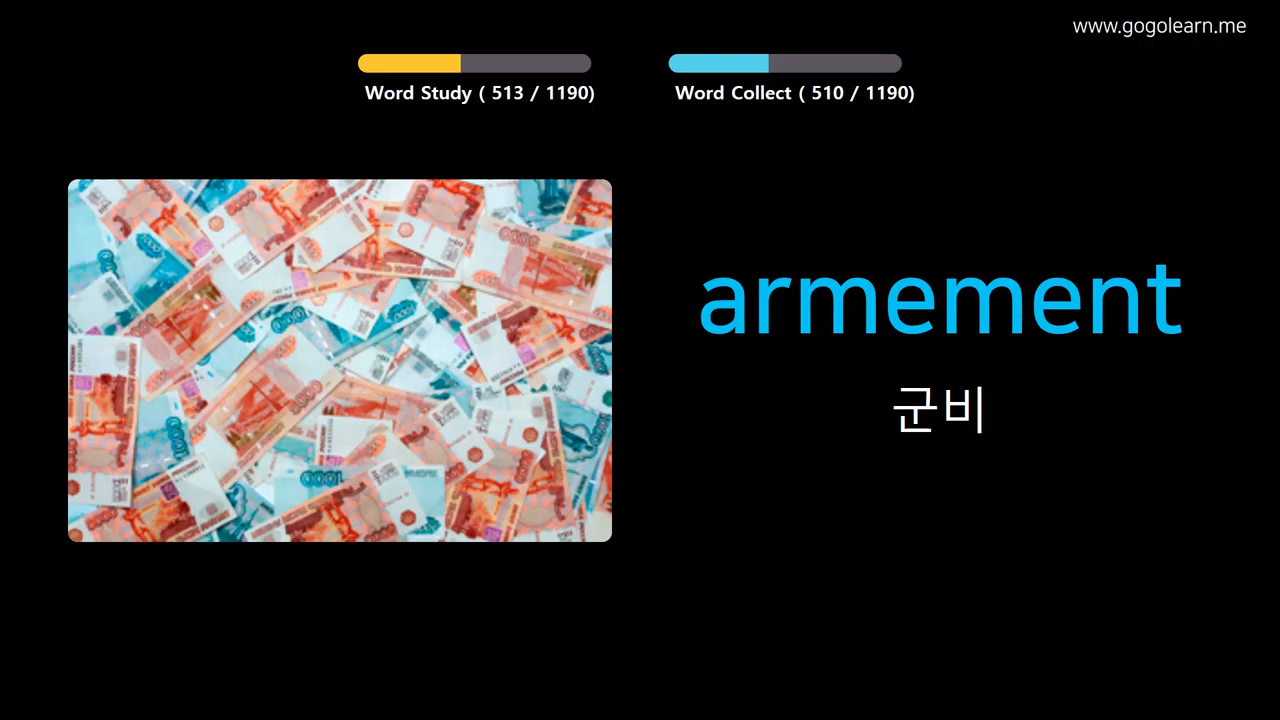 www.gogolearn.me
Word Study ( 513 / 1190)
Word Collect ( 510 / 1190)
armement
군비